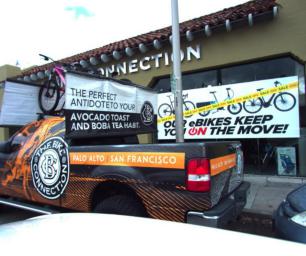 CONNECTION
THE PERFECT
ANTIDOTE TO YOUR
AVOCADO TOAST
AND BOBA TEA HABIT.
EBIKES KEEP
YOU ON THE MOVE!
THE BIKE
CONNECTION
PALO ALTO | SAN FRANCISCO